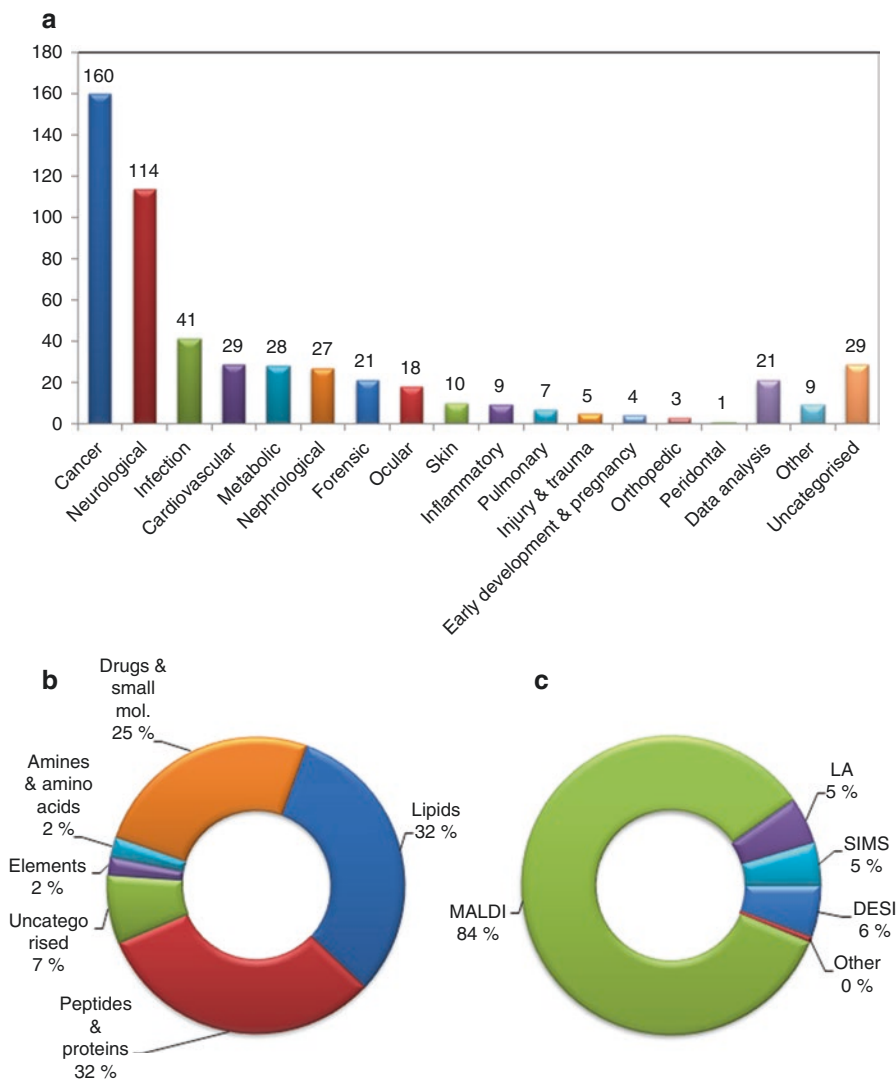 a
180
160
140
120
100
80
60
40
20
0
160
114
41
29
28
27
21
18
10
9
7
5
4
3
1
21
9
29
Cancer
Neurological
Infection
Cardiovascular
Metabolic
Nephrological
Forensic
Ocular
Skin
Inflammatory
Pulmonary
Injury & trauma
Early development & pregnancy
Orthopedic
Peridontal
Data analysis
Other
Uncategorised
b
Drugs &
small
mol.
25 %
Amines
& amino
acids
2 %
Elements
2 %
Uncatego
rised
7 %
Peptides
&
proteins
32 %
Lipids
32 %
c
LA
5 %
SIMS
5 %
DESI
6 %
Other
0 %
MALDI
84 %